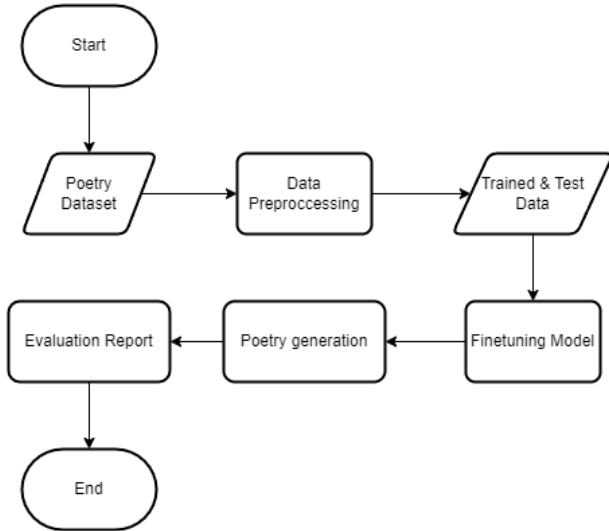 Start
Poetry
Dataset
Data
Preproccessing
Trained & Test
Data
Finetuning Model
Poetry generation
Evaluation Report
End